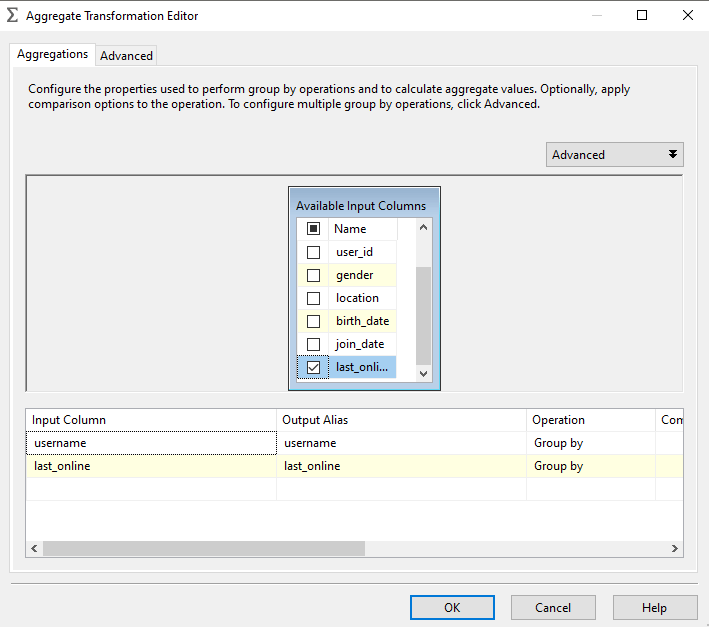 Aggregate Transformation Editor
Aggregations
Advanced
Configure the properties used to perform group by operations and to calculate aggregate values. Optionally, apply
comparison options to the operation. To configure multiple group by operations, click Advanced.
Advanced
Available Input Columns
Name
user_id
gender
location
birth_date
join_date
last_onli...
Input Column Output Alias Operation Com
username username Group by
last_online last_online Group by
OK Cancel Help